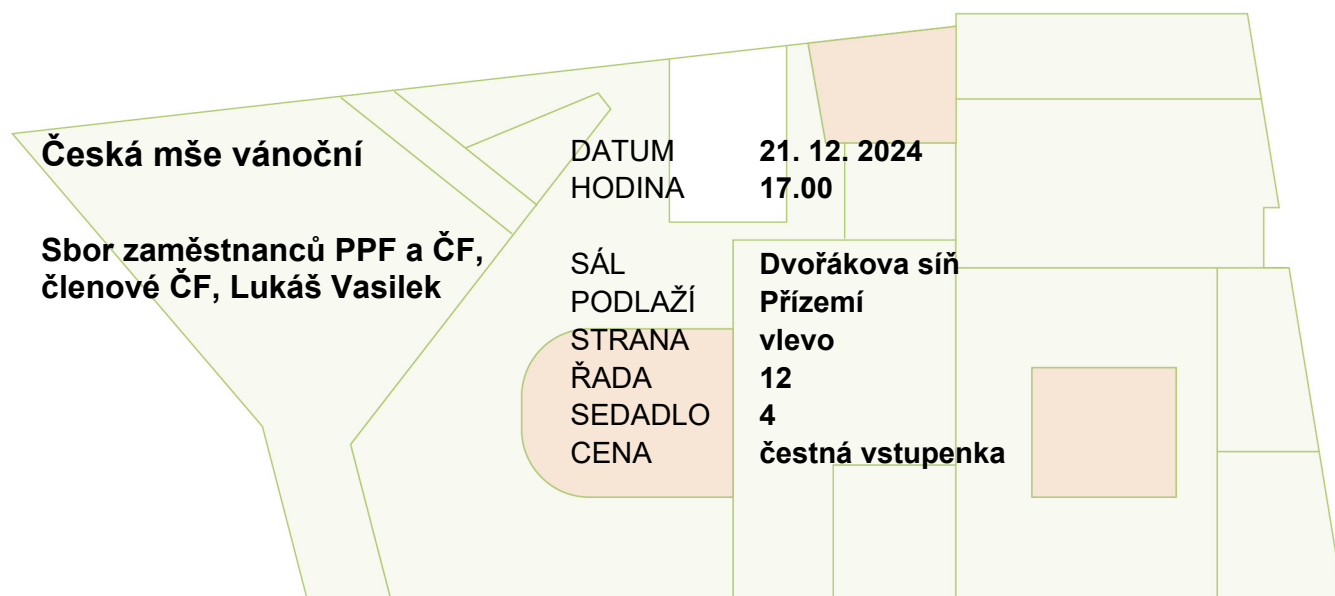 Česká mše vánoční
Sbor zaměstnanců PPF a ČF,
členové ČF, Lukáš Vasilek
DATUM 21. 12. 2024
HODINA 17.00
SÁL Dvořákova síň
PODLAŽÍ Přízemí
STRANA vlevo
ŘADA 12
SEDADLO 4
CENA čestná vstupenka